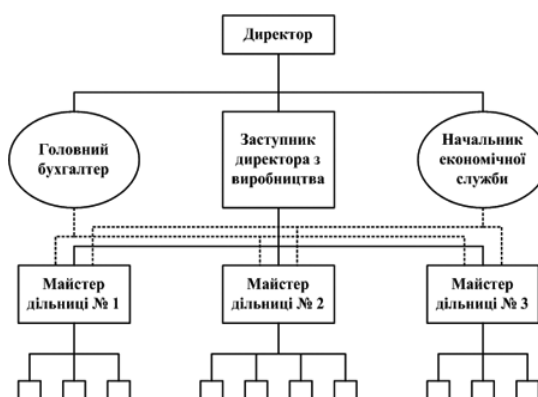 Директор
Головний
бухгалтер
Заступник
директора з
виробництва
Начальник
економічної
служби
Майстер
дільниці № 1
Майстер
дільниці № 2
Майстер
дільниці № 3